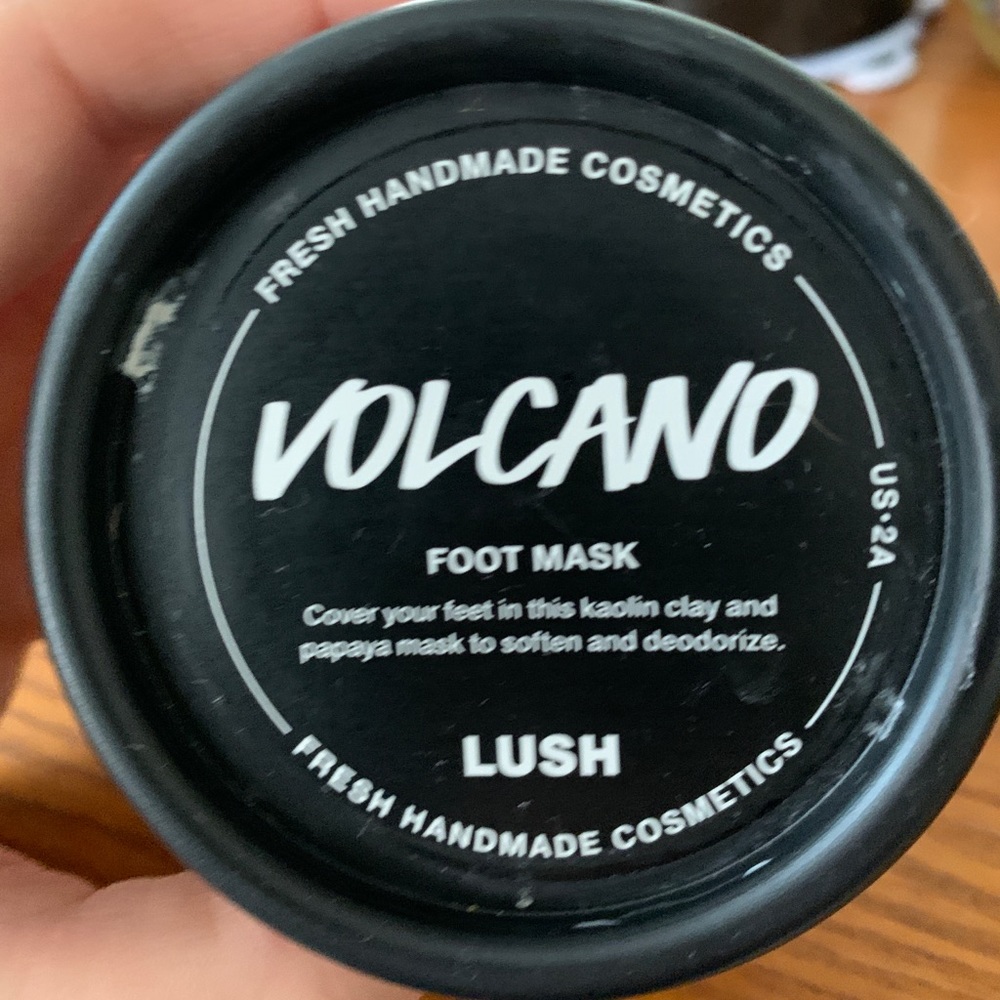 FRESH HANDMADE COSMETICS
VOLCANO
US•2A
FOOT MASK
Cover your feet in this kaolin clay and
papaya mask to soften and deodorize.
LUSH
FRESH HANDMADE COSMETICS